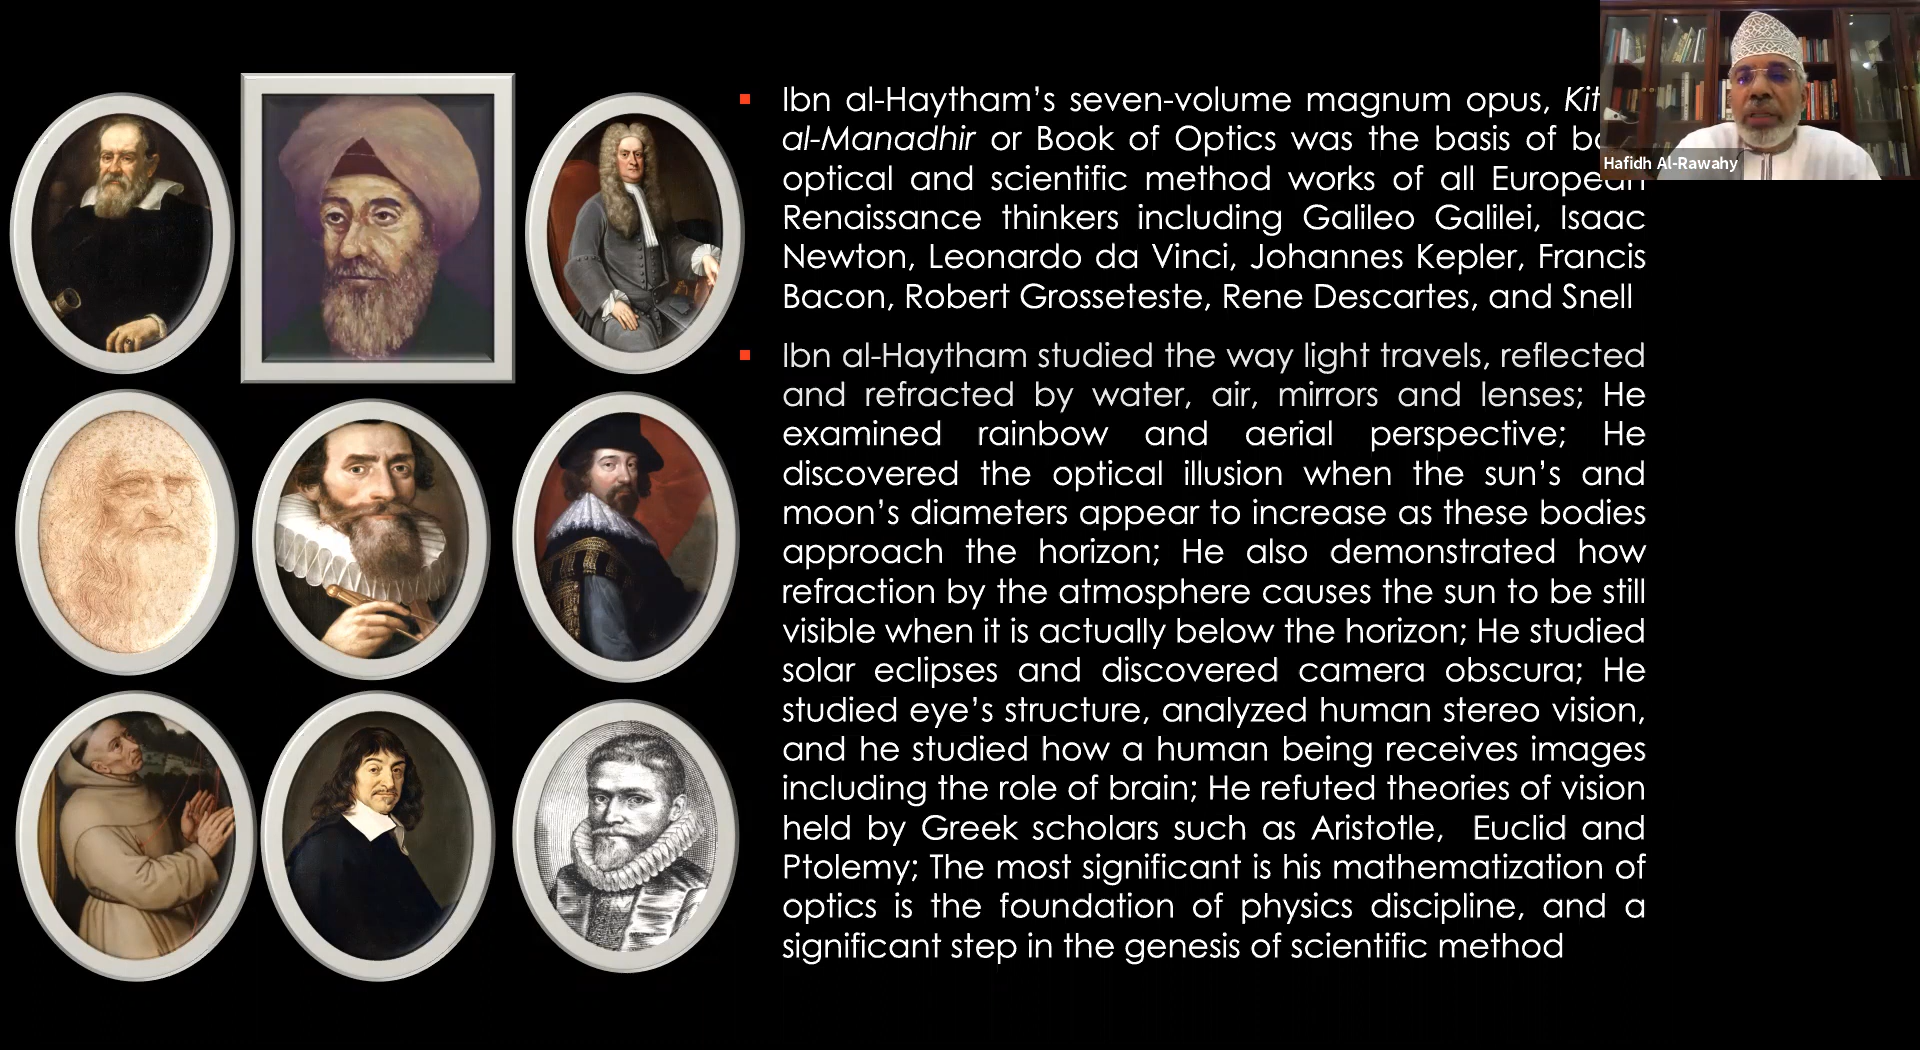 Ibn al-Haytham’s seven-volume magnum opus,
al-Manadhir or Book of Optics was the basis of
optical and scientific method works of all European
Renaissance thinkers including Galileo Galilei, Isaac
Newton, Leonardo da Vinci, Johannes Kepler, Francis
Bacon, Robert Grosseteste, Rene Descartes, and Snell
Ibn al-Haytham studied the way light travels, reflected
and refracted by water, air, mirrors and lenses; He
examined rainbow and aerial perspective; He
discovered the optical illusion when the sun’s and
moon’s diameters appear to increase as these bodies
approach the horizon; He also demonstrated how
refraction by the atmosphere causes the sun to be still
visible when it is actually below the horizon; He studied
solar eclipses and discovered camera obscura; He
studied eye’s structure, analyzed human stereo vision,
and he studied how a human being receives images
including the role of brain; He refuted theories of vision
held by Greek scholars such as Aristotle, Euclid and
Ptolemy; The most significant is his mathematization of
optics is the foundation of physics discipline, and a
significant step in the genesis of scientific method
Hafidh Al-Rawahy